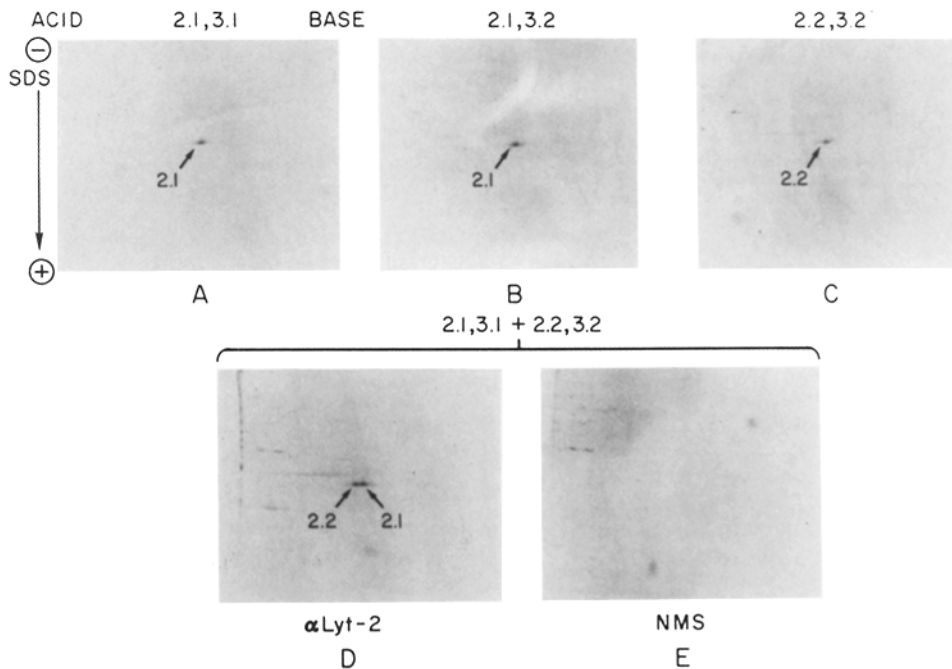 ACID 2.1,3.1 BASE 2.1,3.2 2.2,3.2
−
SDS
2.1 2.1 2.2
+
A B C
2.1,3.1 + 2.2,3.2
2.2 2.1
αLyt-2 NMS
D E